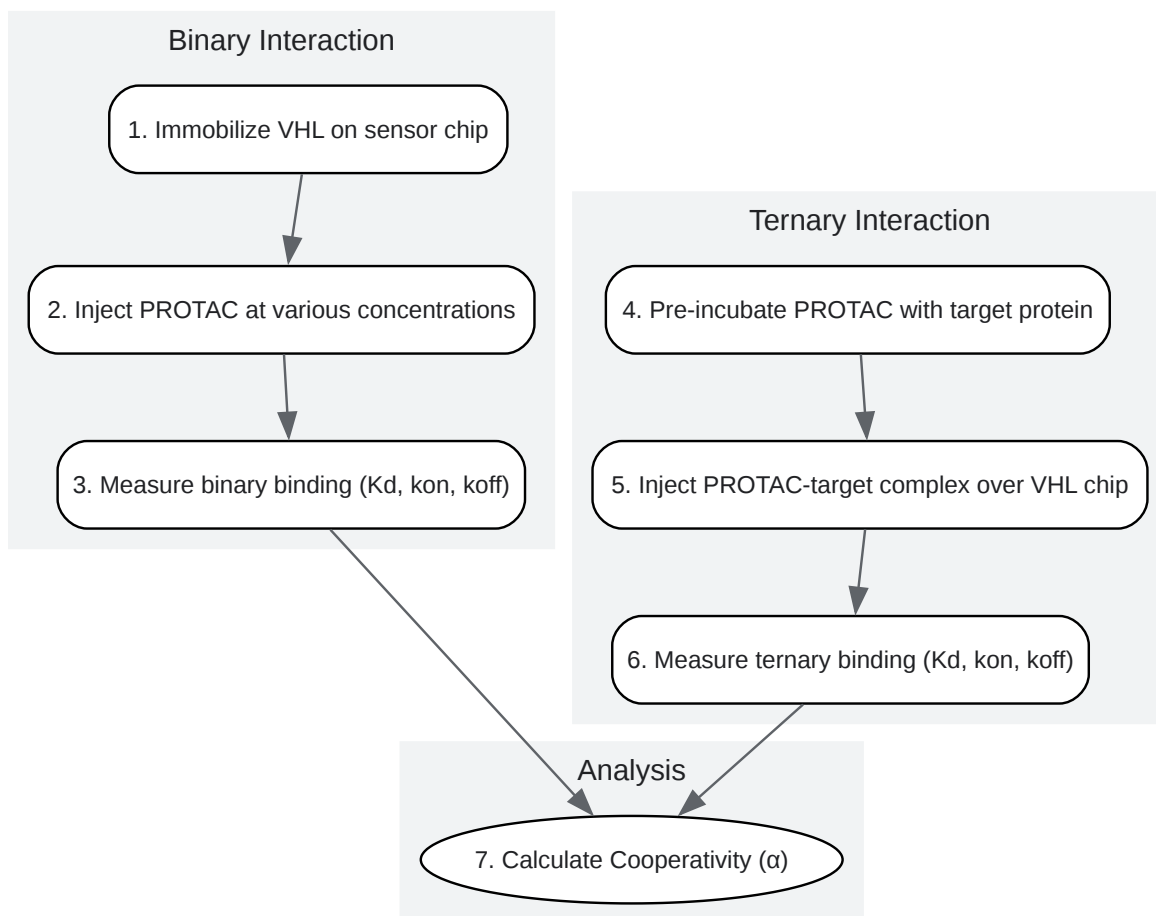 Binary Interaction
1. Immobilize VHL on sensor chip
2. Inject PROTAC at various concentrations
3. Measure binary binding (Kd, kon, koff)
Ternary Interaction
4. Pre-incubate PROTAC with target protein
5. Inject PROTAC-target complex over VHL chip
6. Measure ternary binding (Kd, kon, koff)
Analysis
7. Calculate Cooperativity (α)